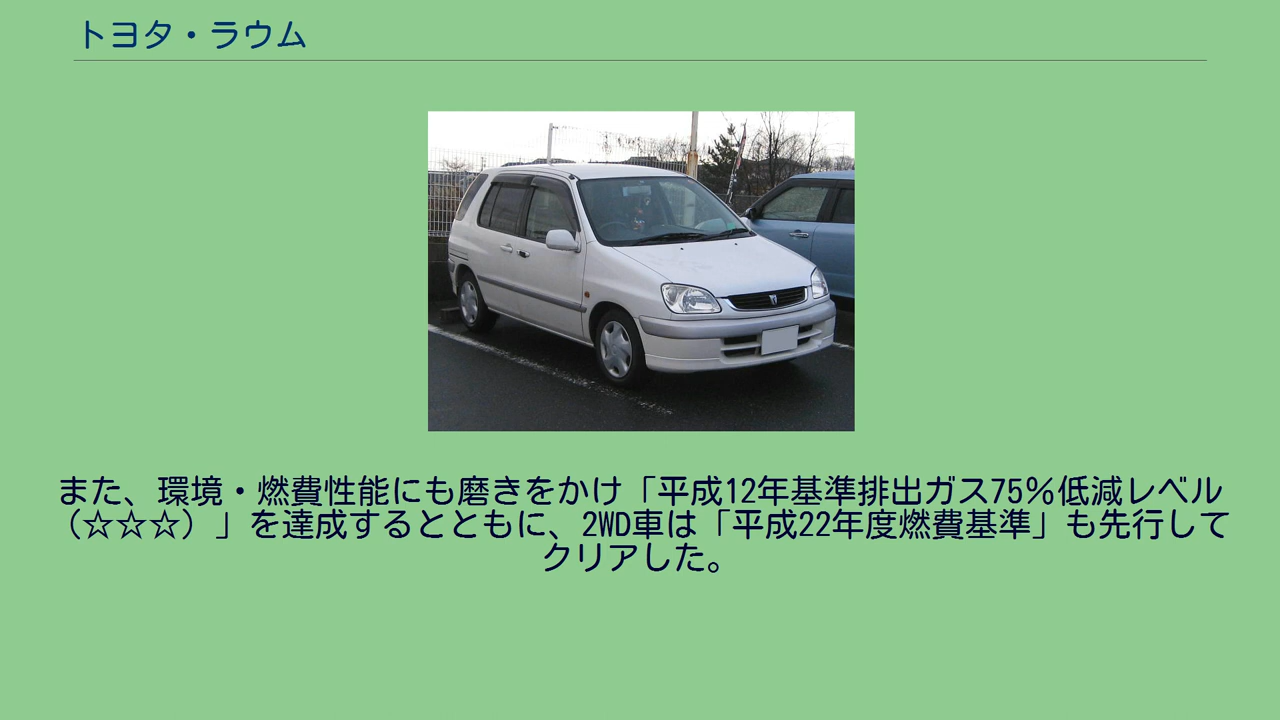 トヨタ・ラウム
また、環境・燃費性能にも磨きをかけ「平成12年基準排出ガス75％低減レベル
（☆☆☆）」を達成するとともに、2WD車は「平成22年度燃費基準」も先行して
クリアした。